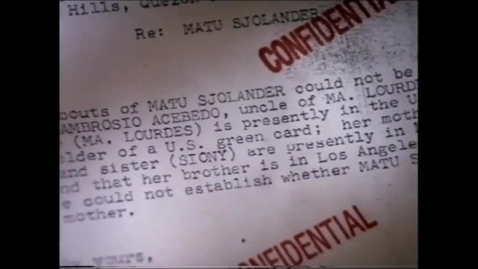 Hills, Quezon
Re: MATU SJOLANDER
CONFIDENTIAL
bouts of MATU SJOLANDER could not be
AMBROSIO ACEBEDO, uncle of MA. LOURDES
(MA. LOURDES) is presently in the U
older of a U.S. green card; her moth
and sister (SIONY) are presently in
nd that her brother is in Los Angele
e could not establish whether MATU S
mother.
yours,
CONFIDENTIAL